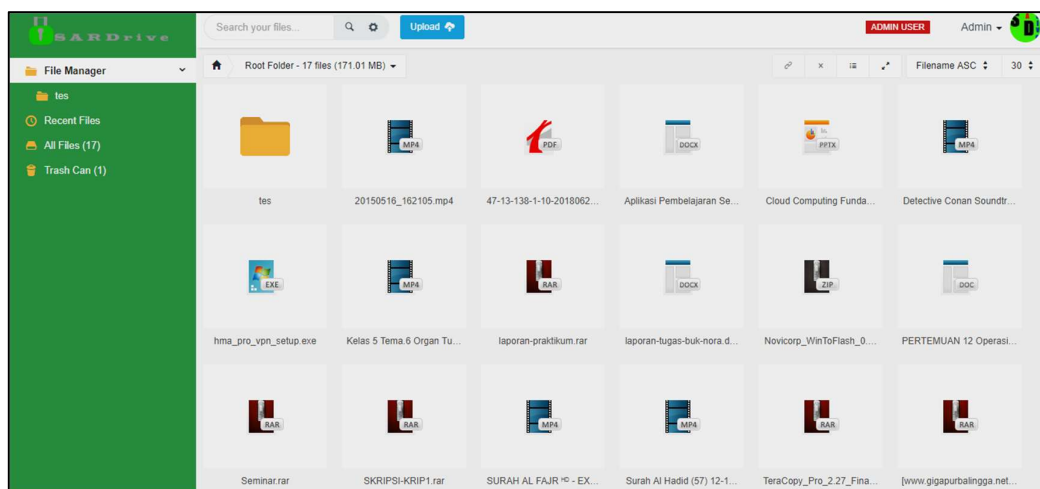 SARDrive
Search your files...
Upload
ADMIN USER
Admin
SD
File Manager
Root Folder - 17 files (171.01 MB)
Filename ASC
30
tes
Recent Files
All Files (17)
Trash Can (1)
MP4
PDF
DOCX
PPTX
MP4
tes
20150516_162105.mp4
47-13-138-1-10-2018062...
Aplikasi Pembelajaran Se...
Cloud Computing Funda...
Detective Conan Soundtr...
EXE
MP4
RAR
DOCX
ZIP
DOC
hma_pro_vpn_setup.exe
Kelas 5 Tema.6 Organ Tu...
laporan-praktikum.rar
laporan-tugas-buk-nora.d...
Novicorp_WinToFlash_0....
PERTEMUAN 12 Operasi...
RAR
RAR
MP4
MP4
RAR
RAR
Seminar.rar
SKRIPSI-KRIP1.rar
SURAH AL FAJR ᴴᴰ - EX...
Surah Al Hadid (57) 12-1...
TeraCopy_Pro_2.27_Fina...
[www.gigapurbalingga.net...